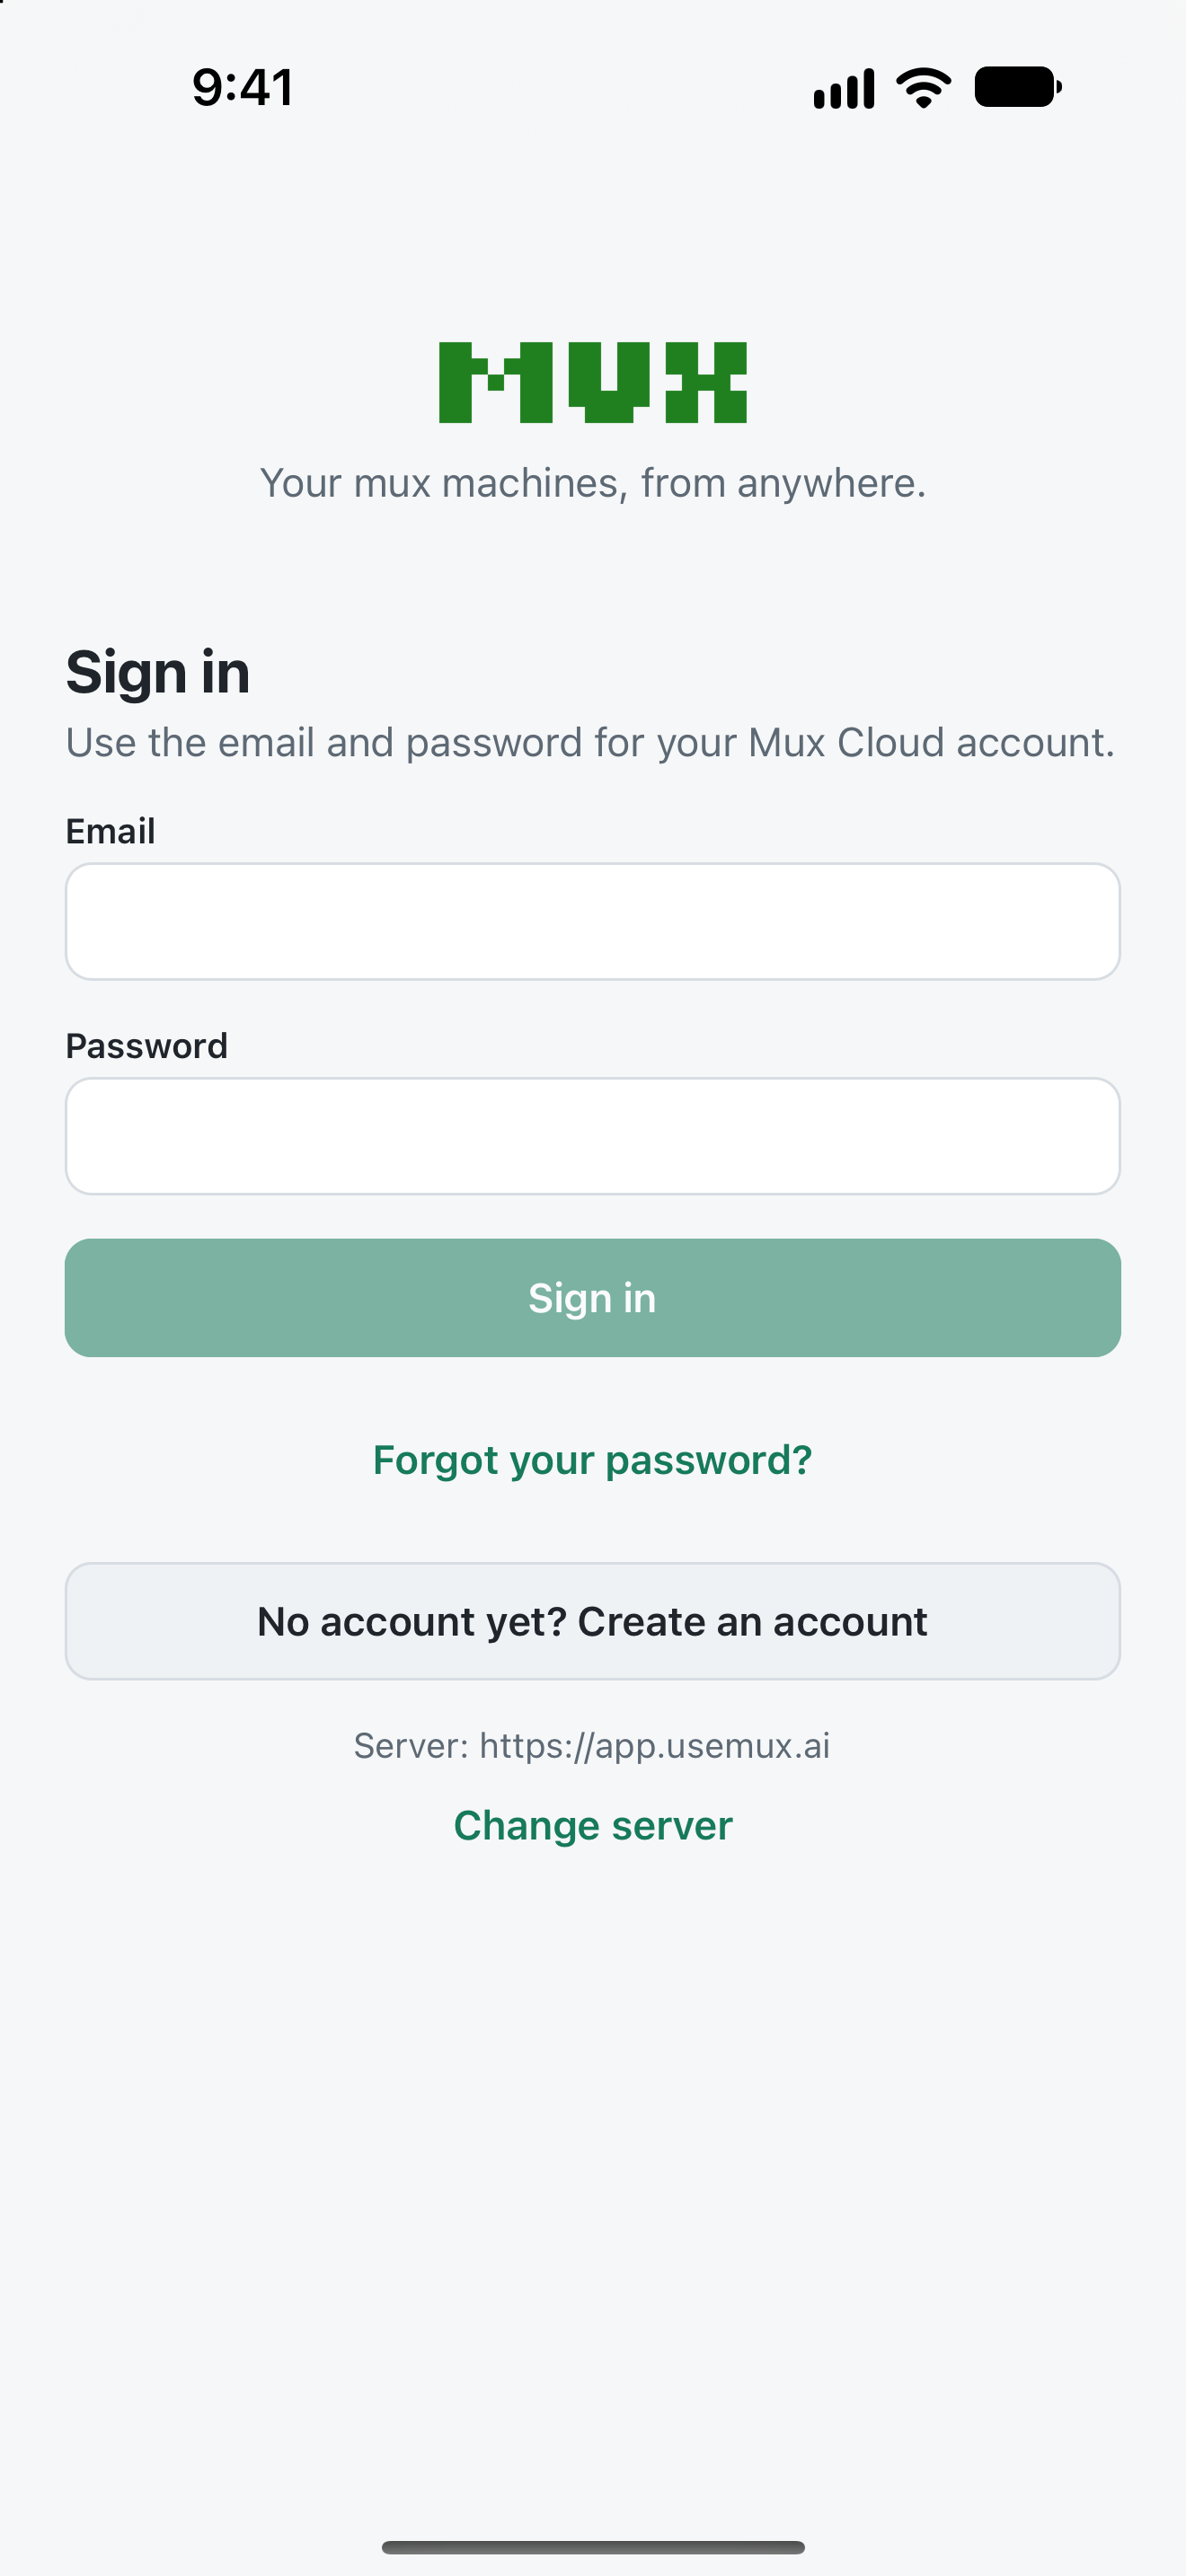 9:41
MUX
Your mux machines, from anywhere.
Sign in
Use the email and password for your Mux Cloud account.
Email
Password
Sign in
Forgot your password?
No account yet? Create an account
Server: https://app.usemux.ai
Change server